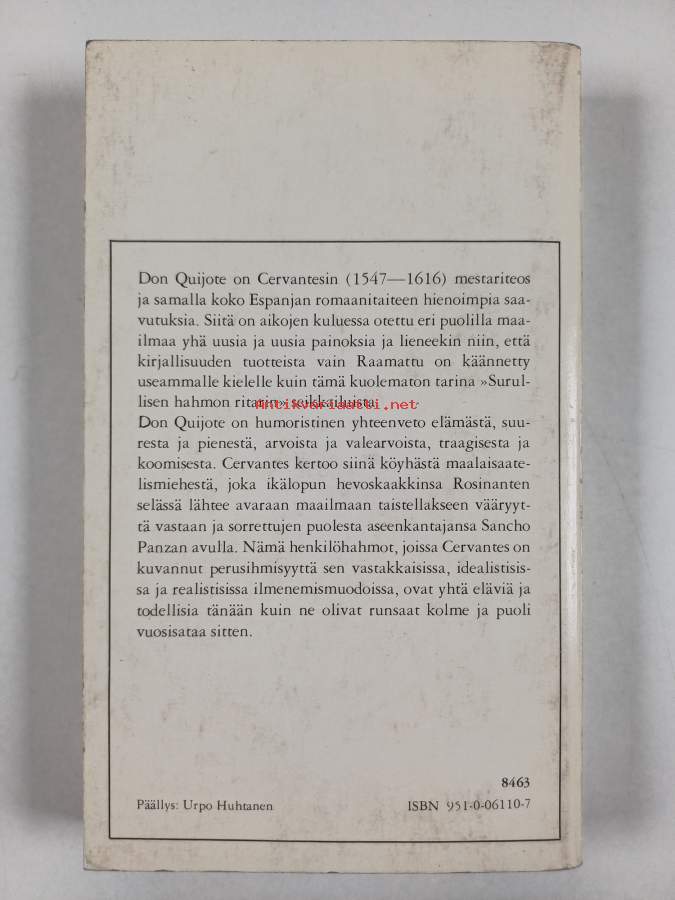 Don Quijote on Cervantesin (1547—1616) mestariteos
ja samalla koko Espanjan romaanitaiteen hienoimpia saa-
vutuksia. Siitä on aikojen kuluessa otettu eri puolilla maa-
ilmaa yhä uusia ja uusia painoksia ja lieneekin niin, että
kirjallisuuden tuotteista vain Raamattu on käännetty
useammalle kielelle kuin tämä kuolematon tarina »Surul-
lisen hahmon ritarin» seikkailuista.
Antikvariaatti.net
Don Quijote on humoristinen yhteenveto elämästä, suu-
resta ja pienestä, arvoista ja valearvoista, traagisesta ja
koomisesta. Cervantes kertoo siinä köyhästä maalaisaate-
lismiehestä, joka ikälopun hevoskaakkinsa Rosinanten
selässä lähtee avaraan maailmaan taistellakseen vääryyt-
tä vastaan ja sorrettujen puolesta aseenkantajansa Sancho
Panzan avulla. Nämä henkilöhahmot, joissa Cervantes on
kuvannut perusihmisyyttä sen vastakkaisissa, idealistisis-
sa ja realistisissa ilmenemismuodoissa, ovat yhtä eläviä ja
todellisia tänään kuin ne olivat runsaat kolme ja puoli
vuosisataa sitten.
8463
Päällys: Urpo Huhtanen
ISBN 951-0-06110-7